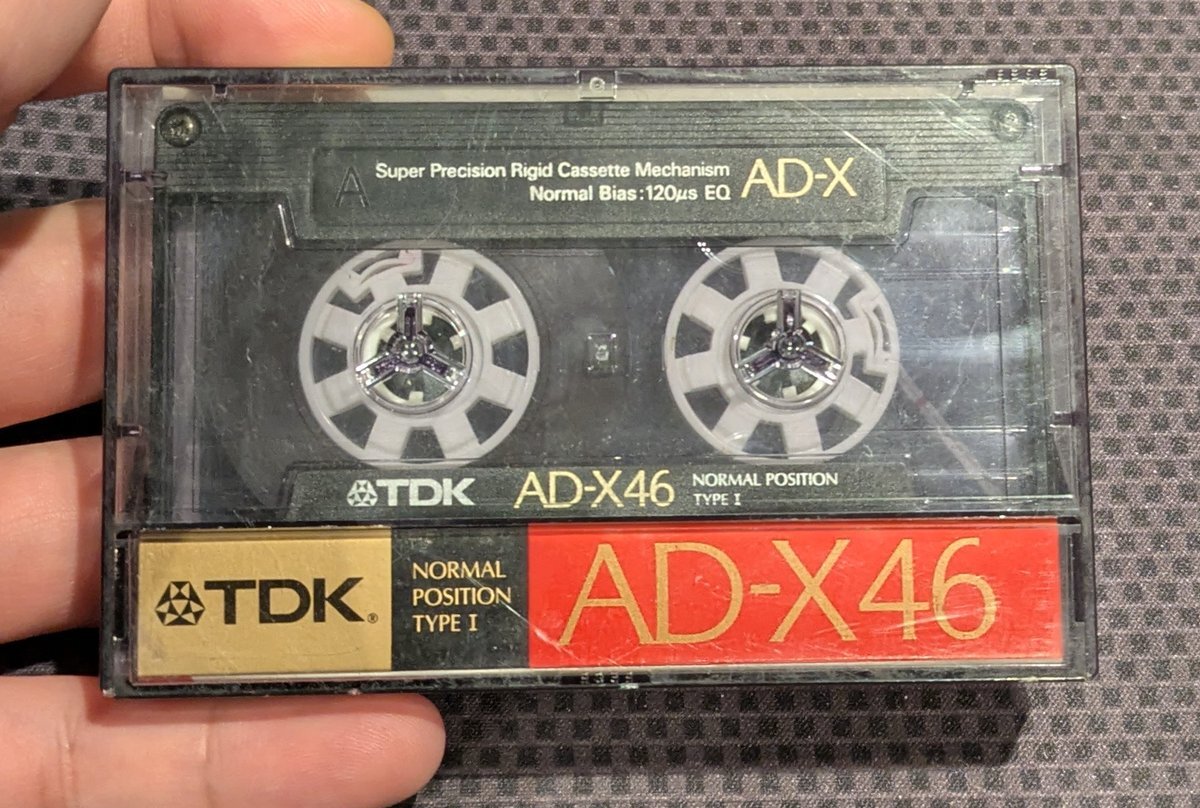 A
Super Precision Rigid Cassette Mechanism
Normal Bias:120μs EQ
AD-X
TDK
AD-X46
NORMAL POSITION
TYPE I
TDK®
NORMAL
POSITION
TYPE I
AD-X46